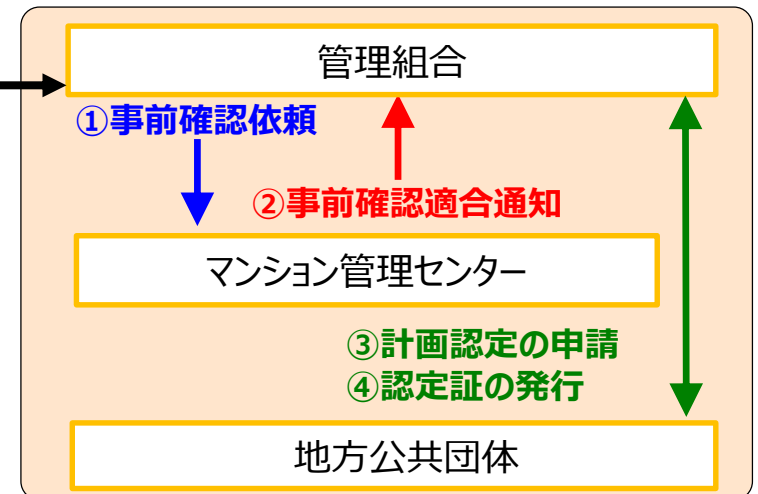 管理組合
①事前確認依頼
②事前確認適合通知
マンション管理センター
③計画認定の申請
④認定証の発行
地方公共団体